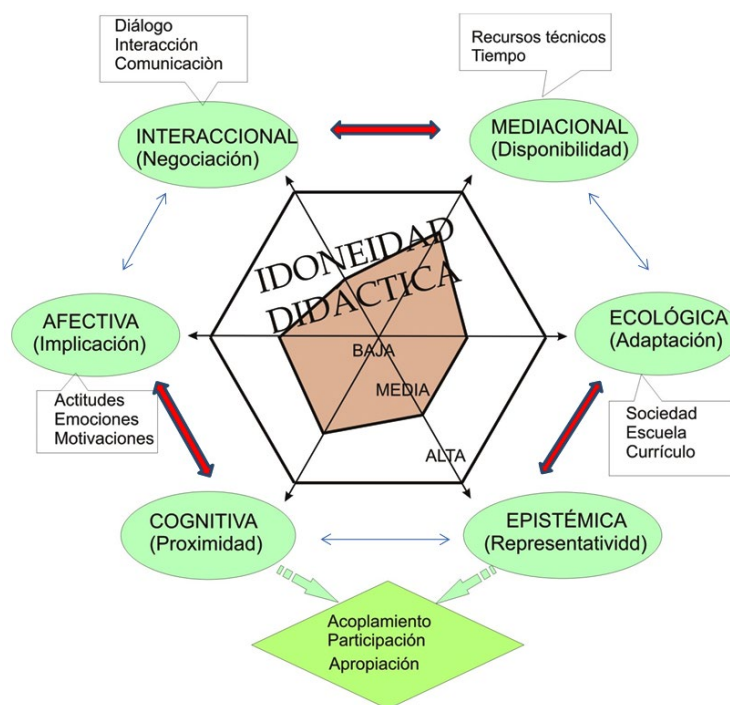 Diálogo
Interacción
Comunicaciòn
Recursos técnicos
Tiempo
INTERACCIONAL
(Negociación)
MEDIACIONAL
(Disponibilidad)
IDONEIDAD
DIDACTICA
AFECTIVA
(Implicación)
ECOLÓGICA
(Adaptación)
BAJA
MEDIA
ALTA
Actitudes
Emociones
Motivaciones
Sociedad
Escuela
Currículo
COGNITIVA
(Proximidad)
EPISTÉMICA
(Representatividd)
Acoplamiento
Participación
Apropiación